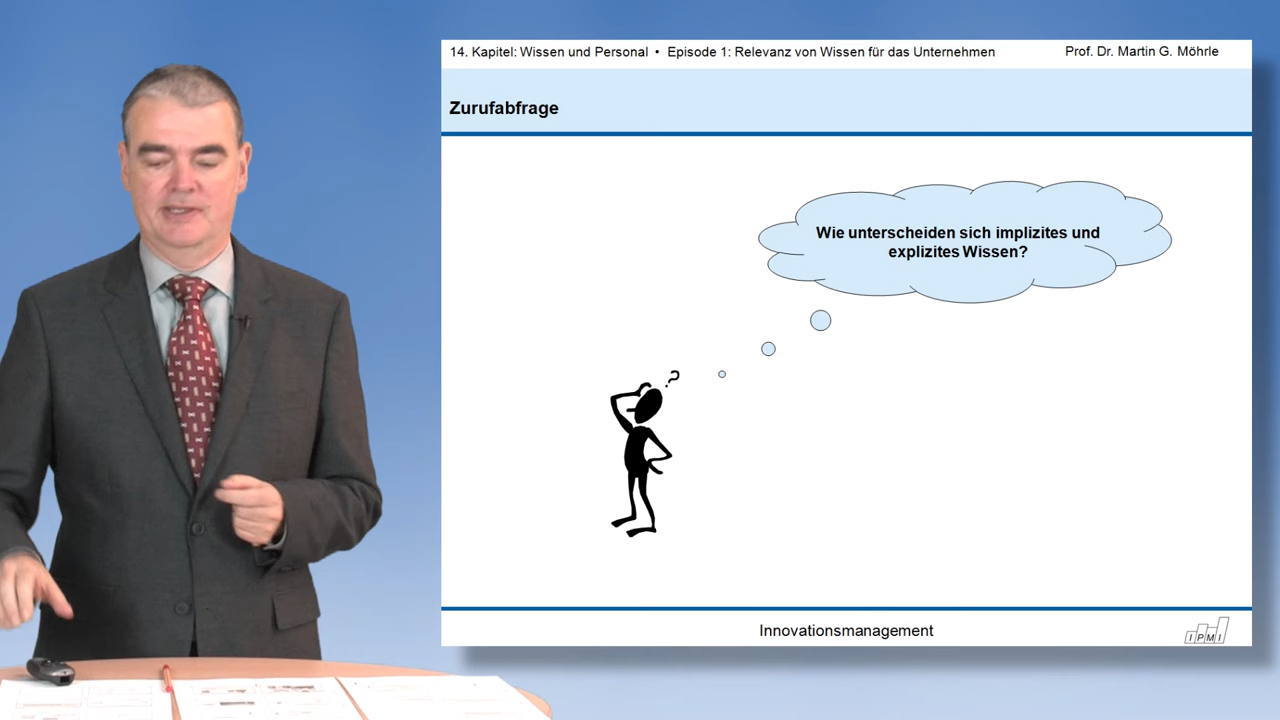 14. Kapitel: Wissen und Personal • Episode 1: Relevanz von Wissen für das Unternehmen Prof. Dr. Martin G. Möhrle
Zurufabfrage
Wie unterscheiden sich implizites und
explizites Wissen?
?
Innovationsmanagement
IPMI